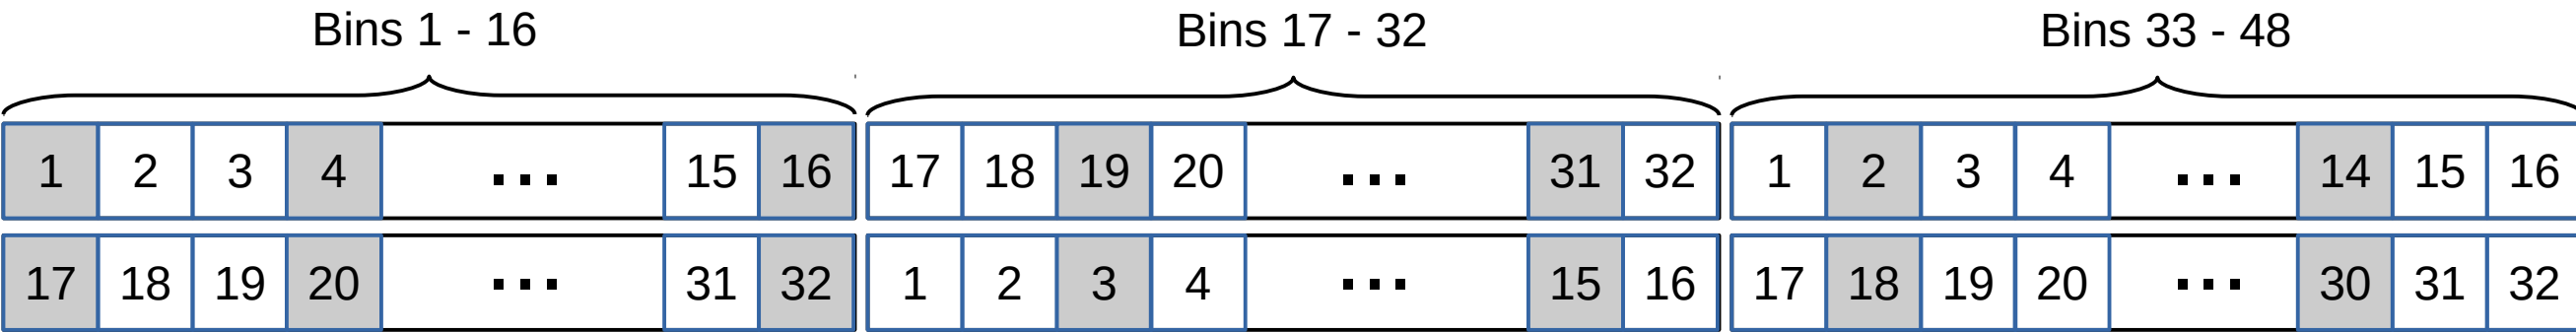 Bins 1 - 16 Bins 17 - 32 Bins 33 - 48
1 2 3 4 ... 15 16 17 18 19 20 ... 31 32 1 2 3 4 ... 14 15 16
17 18 19 20 ... 31 32 1 2 3 4 ... 15 16 17 18 19 20 ... 30 31 32